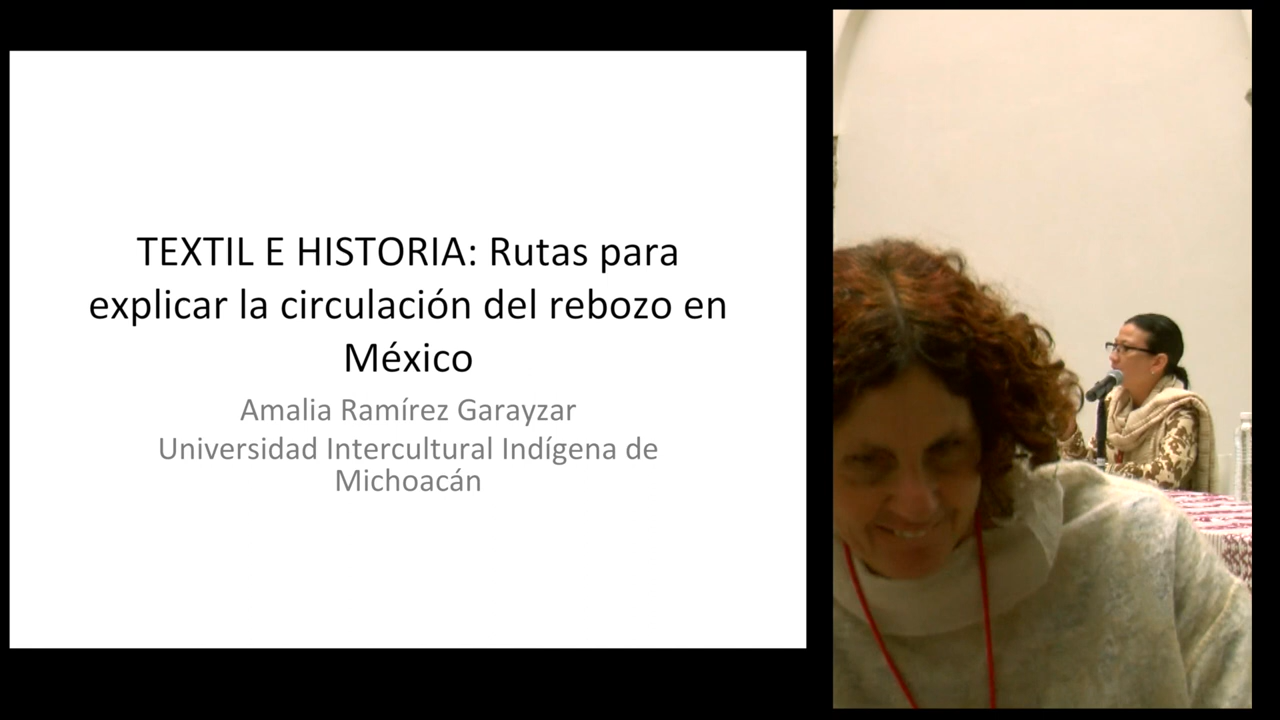 TEXTIL E HISTORIA: Rutas para
explicar la circulación del rebozo en
México
Amalia Ramírez Garayzar
Universidad Intercultural Indígena de
Michoacán